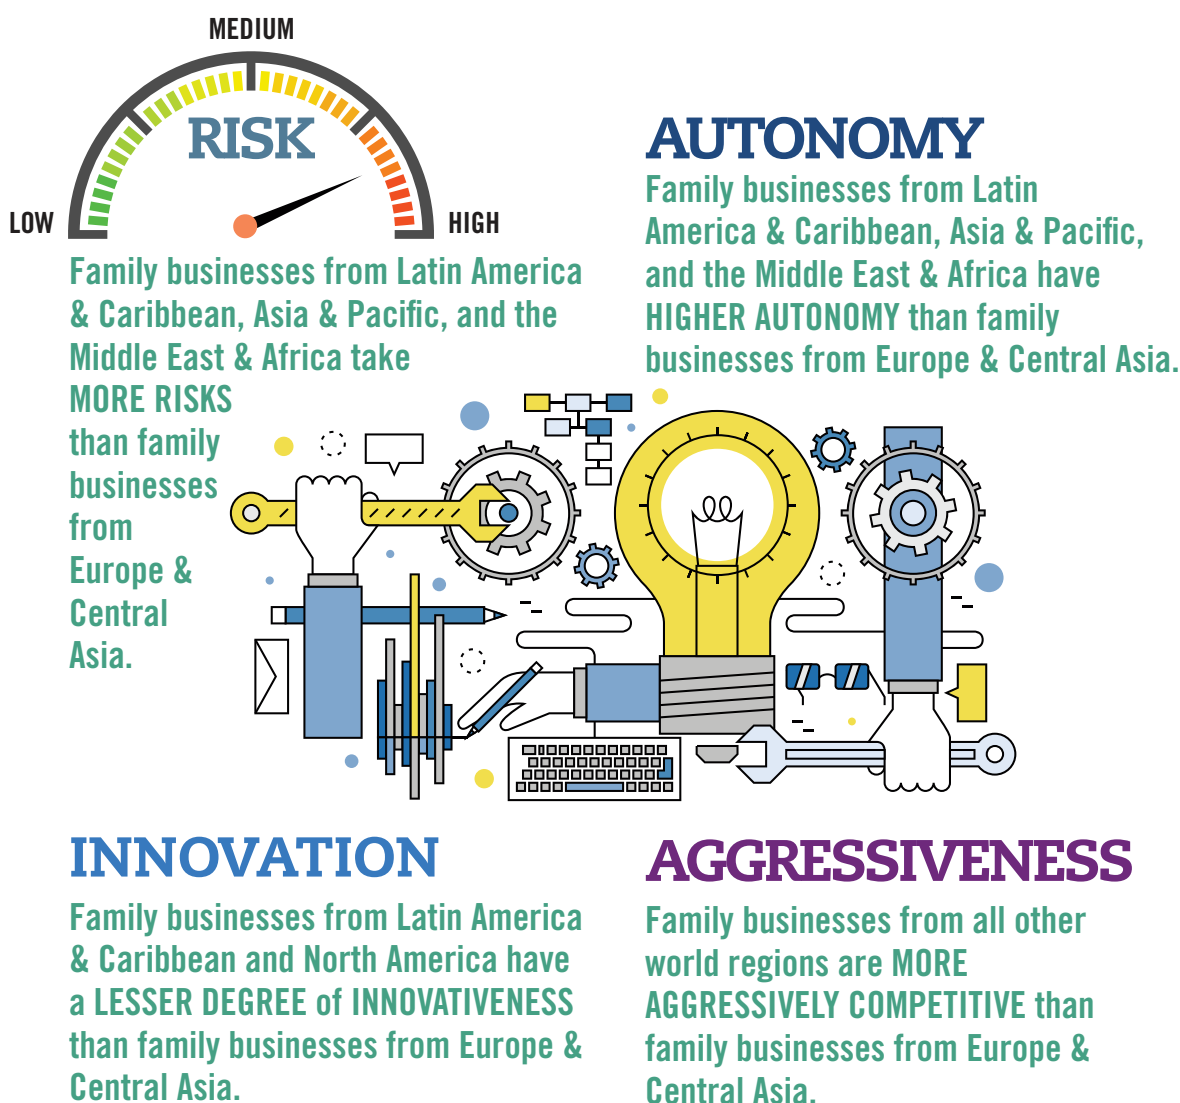 MEDIUM
RISK
LOW
HIGH
Family businesses from Latin America
& Caribbean, Asia & Pacific, and the
Middle East & Africa take
MORE RISKS
than family
businesses
from
Europe &
Central
Asia.
AUTONOMY
Family businesses from Latin
America & Caribbean, Asia & Pacific,
and the Middle East & Africa have
HIGHER AUTONOMY than family
businesses from Europe & Central Asia.
INNOVATION
Family businesses from Latin America
& Caribbean and North America have
a LESSER DEGREE of INNOVATIVENESS
than family businesses from Europe &
Central Asia.
AGGRESSIVENESS
Family businesses from all other
world regions are MORE
AGGRESSIVELY COMPETITIVE than
family businesses from Europe &
Central Asia.